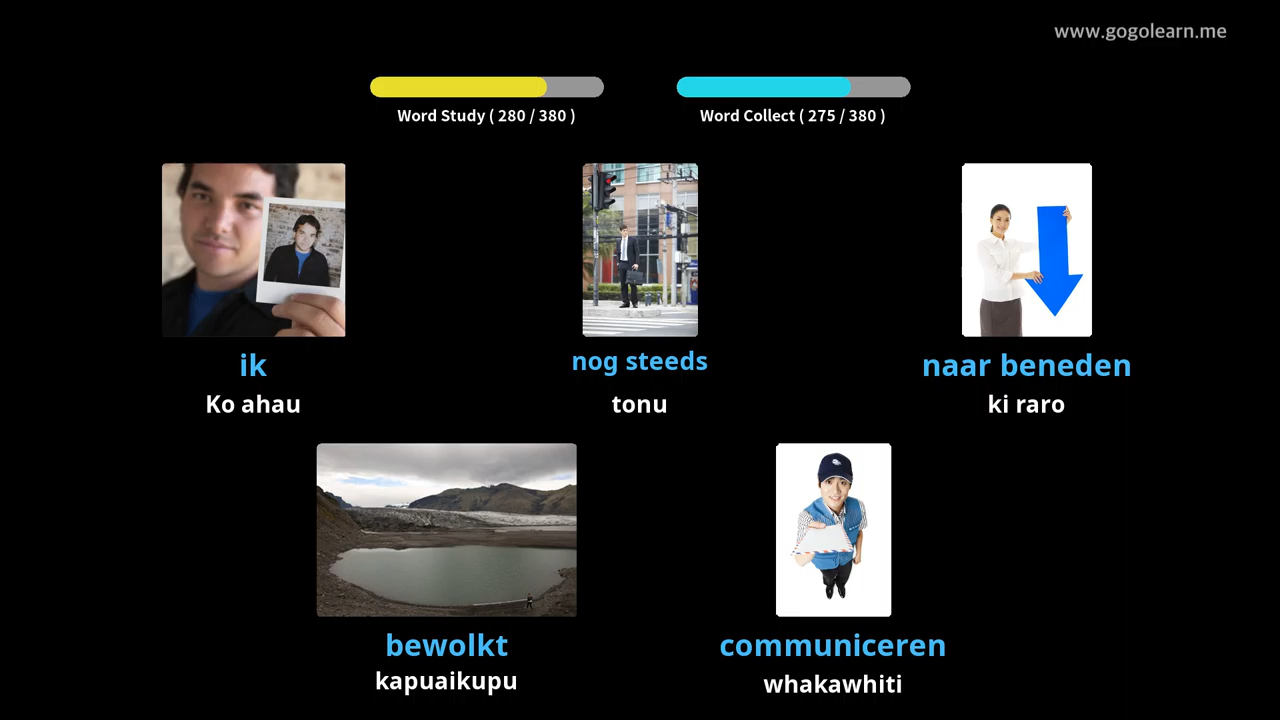 www.gogolearn.me
Word Study ( 280 / 380 )
Word Collect ( 275 / 380 )
ik
Ko ahau
nog steeds
tonu
naar beneden
ki raro
bewolkt
kapuaikupu
communiceren
whakawhiti